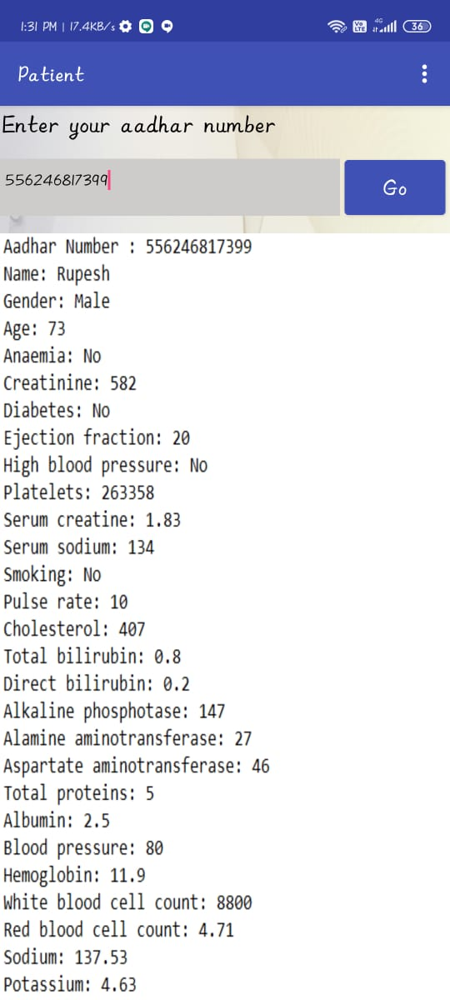 1:31 PM | 17.4KB/s 4G 36
Patient
Enter your aadhar number
556246817399
Go
Aadhar Number : 556246817399
Name: Rupesh
Gender: Male
Age: 73
Anaemia: No
Creatinine: 582
Diabetes: No
Ejection fraction: 20
High blood pressure: No
Platelets: 263358
Serum creatine: 1.83
Serum sodium: 134
Smoking: No
Pulse rate: 10
Cholesterol: 407
Total bilirubin: 0.8
Direct bilirubin: 0.2
Alkaline phosphotase: 147
Alamine aminotransferase: 27
Aspartate aminotransferase: 46
Total proteins: 5
Albumin: 2.5
Blood pressure: 80
Hemoglobin: 11.9
White blood cell count: 8800
Red blood cell count: 4.71
Sodium: 137.53
Potassium: 4.63